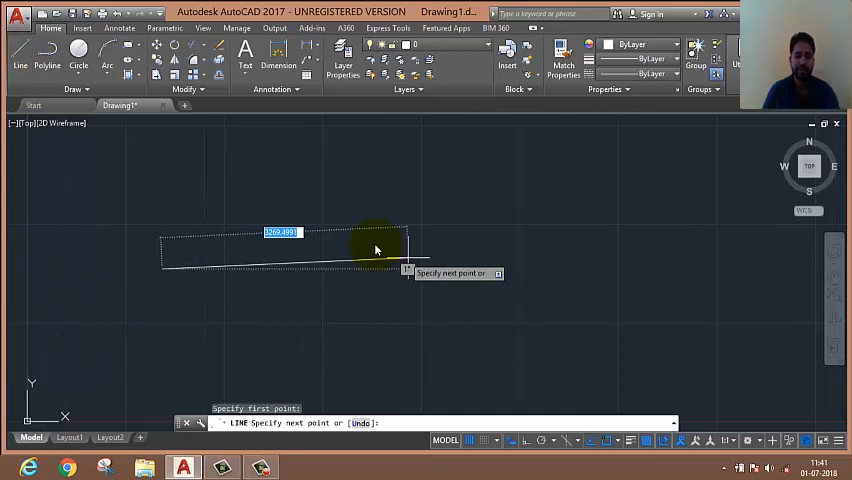 Autodesk AutoCAD 2017 - UNREGISTERED VERSION Drawing1.d...
Type a keyword or phrase
Sign In
Home Insert Annotate Parametric View Manage Output Add-ins A360 Express Tools Featured Apps BIM 360
Line Polyline Circle Arc
Text Dimension
Layer Properties
0
Insert
Match Properties
ByLayer
ByLayer
ByLayer
Group
Draw Modify Annotation Layers Block Properties Groups
Start Drawing1*
[−][Top][2D Wireframe]
N
W TOP E
S
WCS
3269.4991
1°
Specify next point or
Y
X
Specify first point:
LINE Specify next point or [Undo]:
Model Layout1 Layout2 +
MODEL 1:1
11:41
01-07-2018